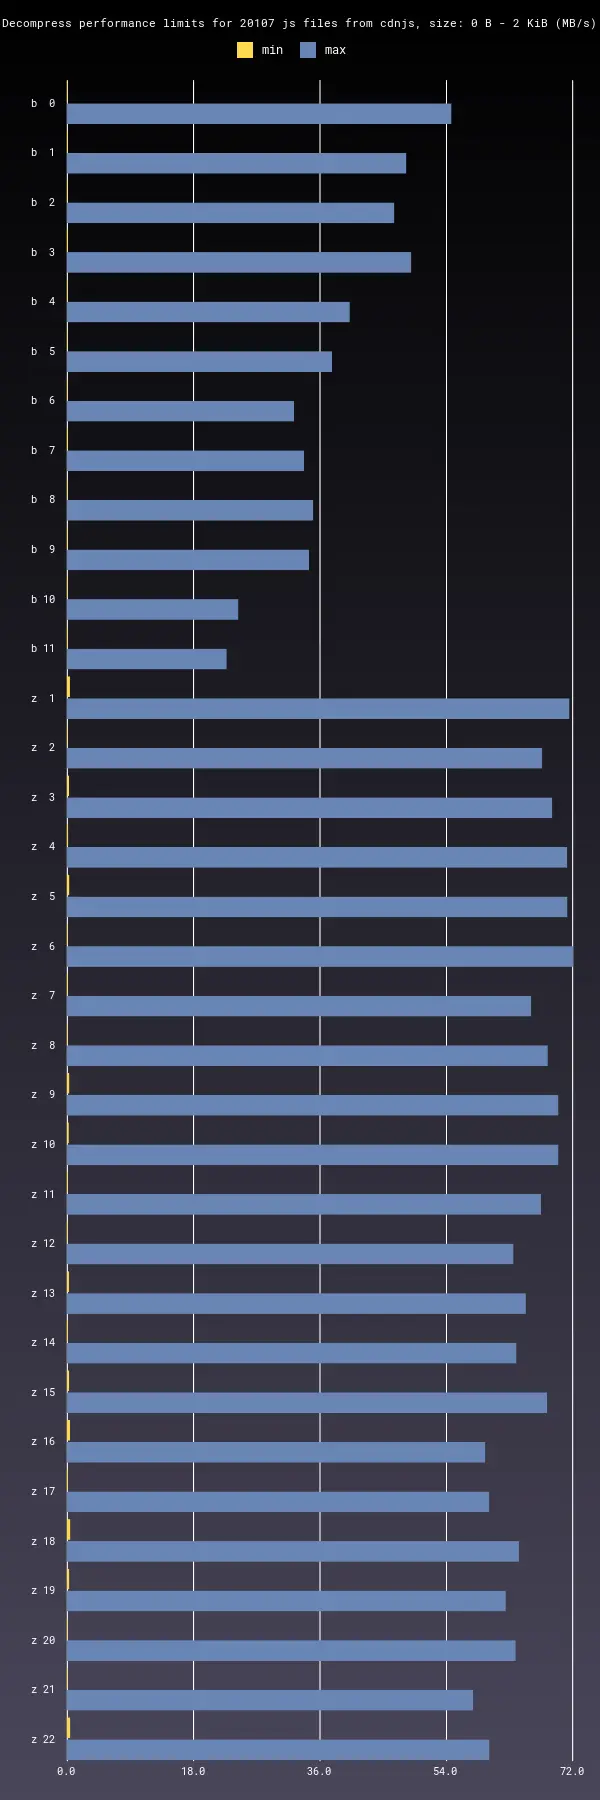 Decompress performance limits for 20107 js files from cdnjs, size: 0 B - 2 KiB (MB/s)
min max
b 0
b 1
b 2
b 3
b 4
b 5
b 6
b 7
b 8
b 9
b 10
b 11
z 1
z 2
z 3
z 4
z 5
z 6
z 7
z 8
z 9
z 10
z 11
z 12
z 13
z 14
z 15
z 16
z 17
z 18
z 19
z 20
z 21
z 22
0.0 18.0 36.0 54.0 72.0